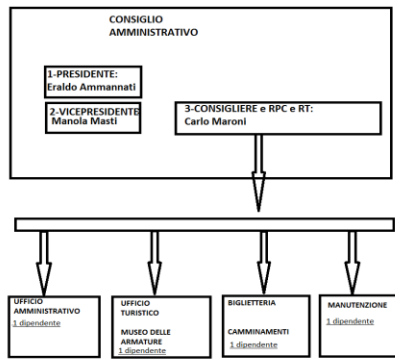 CONSIGLIO
AMMINISTRATIVO
1-PRESIDENTE:
Eraldo Ammannati
2-VICEPRESIDENTE
Manola Masti
3-CONSIGLIERE e RPC e RT:
Carlo Maroni
UFFICIO
AMMINISTRATIVO
1 dipendente
UFFICIO
TURISTICO
MUSEO DELLE
ARMATURE
1 dipendente
BIGLIETTERIA
CAMMINAMENTI
1 dipendente
MANUTENZIONE
1 dipendente